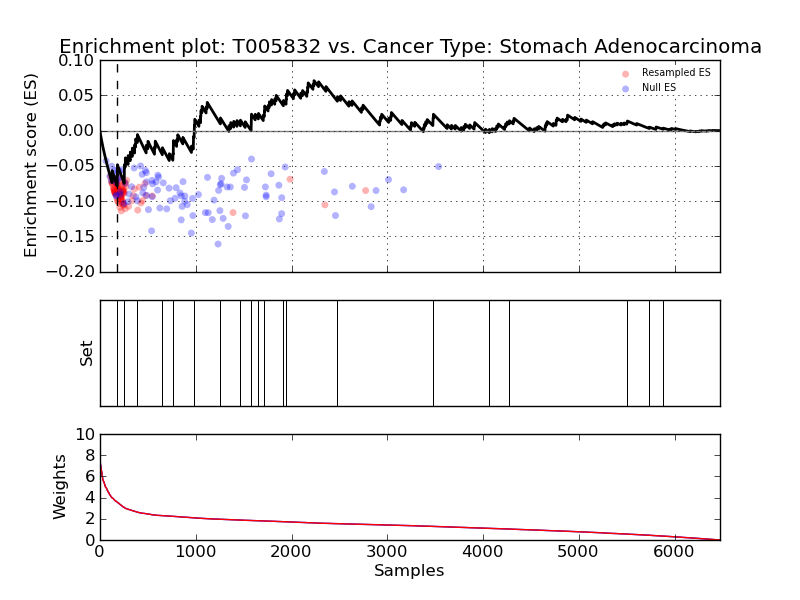 Enrichment plot: T005832 vs. Cancer Type: Stomach Adenocarcinoma
Enrichment score (ES)
0.10
0.05
0.00
−0.05
−0.10
−0.15
−0.20
Resampled ES
Null ES
Set
Weights
10
8
6
4
2
0
0 1000 2000 3000 4000 5000 6000
Samples